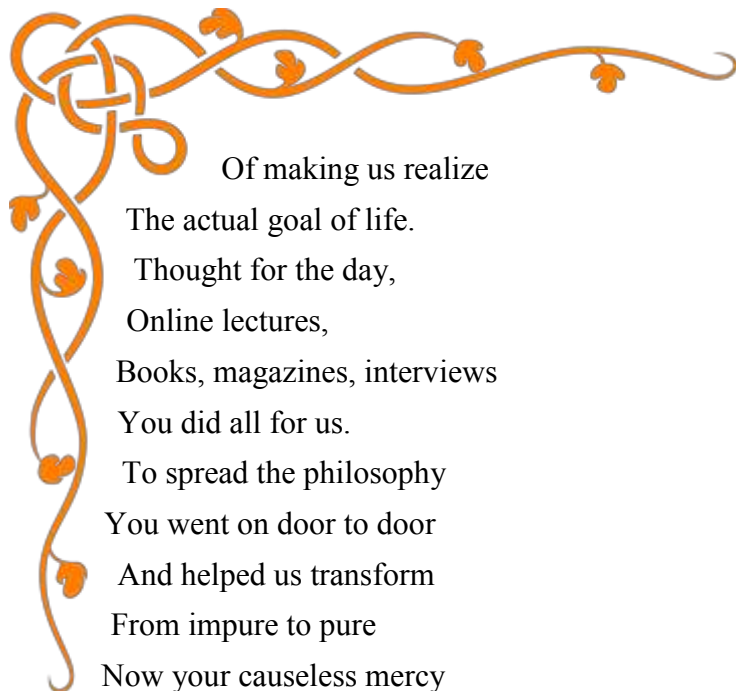 Of making us realize
The actual goal of life.
Thought for the day,
Online lectures,
Books, magazines, interviews
You did all for us.
To spread the philosophy
You went on door to door
And helped us transform
From impure to pure
Now your causeless mercy